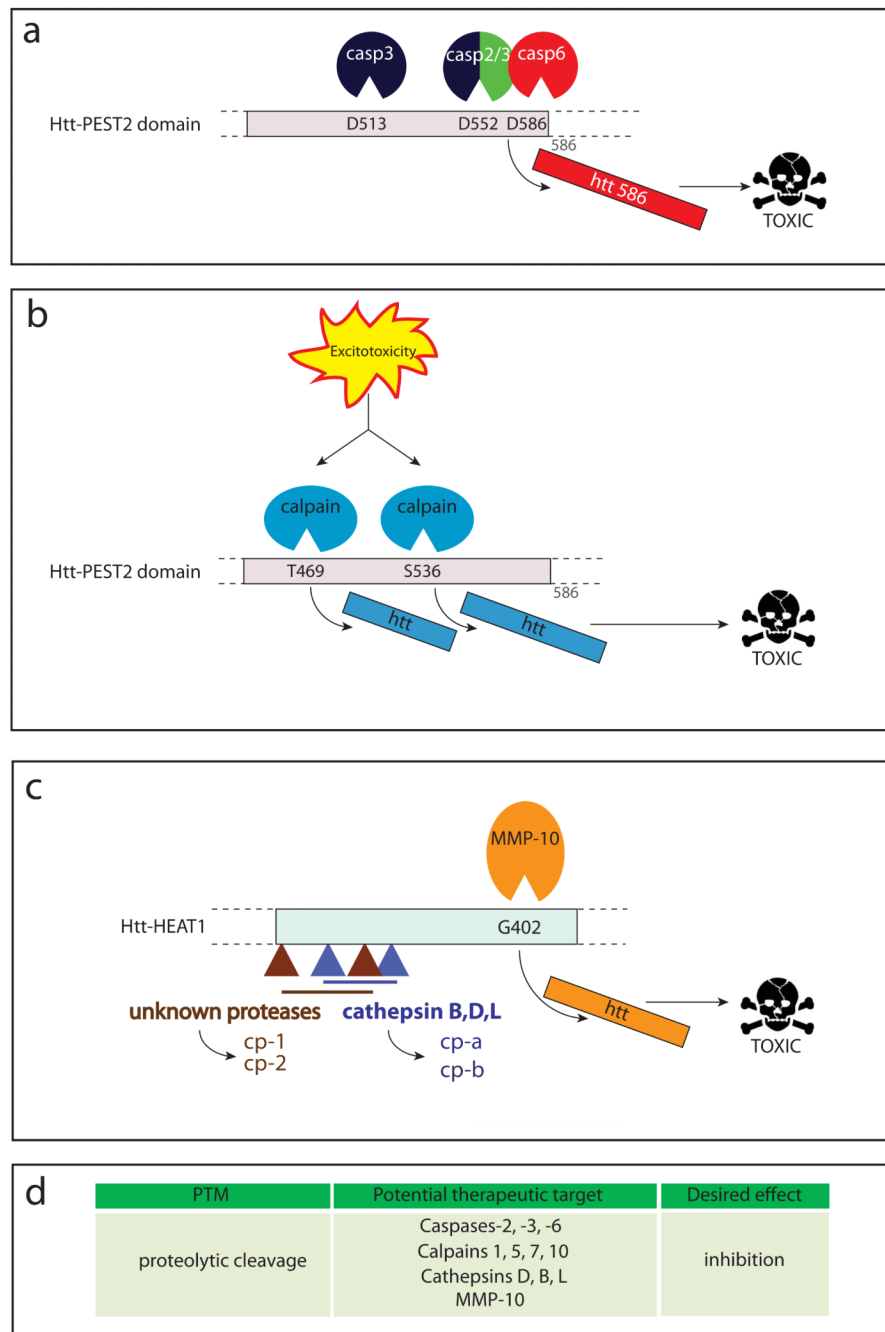 a
casp3
casp2/3
casp6
Htt-PEST2 domain
D513
D552
D586
586
htt 586
TOXIC
b
Excitotoxicity
calpain
calpain
Htt-PEST2 domain
T469
S536
586
htt
htt
TOXIC
c
MMP-10
Htt-HEAT1
G402
unknown proteases
cathepsin B,D,L
htt
cp-1
cp-a
cp-2
cp-b
TOXIC
d
PTM
Potential therapeutic target
Desired effect
proteolytic cleavage
Caspases-2, -3, -6
Calpains 1, 5, 7, 10
Cathepsins D, B, L
MMP-10
inhibition